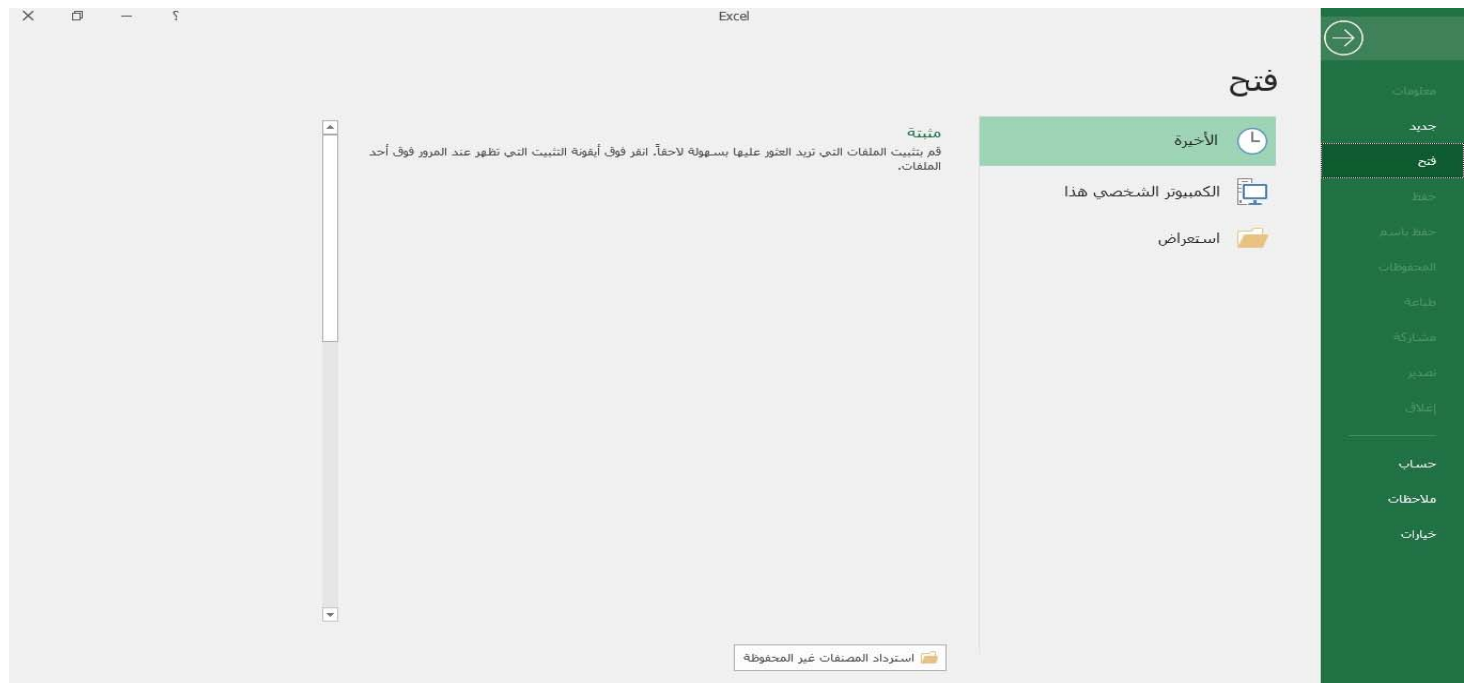 Excel
؟
فتح
معلومات
جديد
فتح
حفظ
حفظ باسم
المحفوظات
طباعة
مشاركة
تصدير
إغلاق
حساب
ملاحظات
خيارات
الأخيرة
الكمبيوتر الشخصي هذا
استعراض
مثبتة
قم بتثبيت الملفات التي تريد العثور عليها بسهولة لاحقاً. انقر فوق أيقونة التثبيت التي تظهر عند المرور فوق أحد
الملفات.
استرداد المصنفات غير المحفوظة